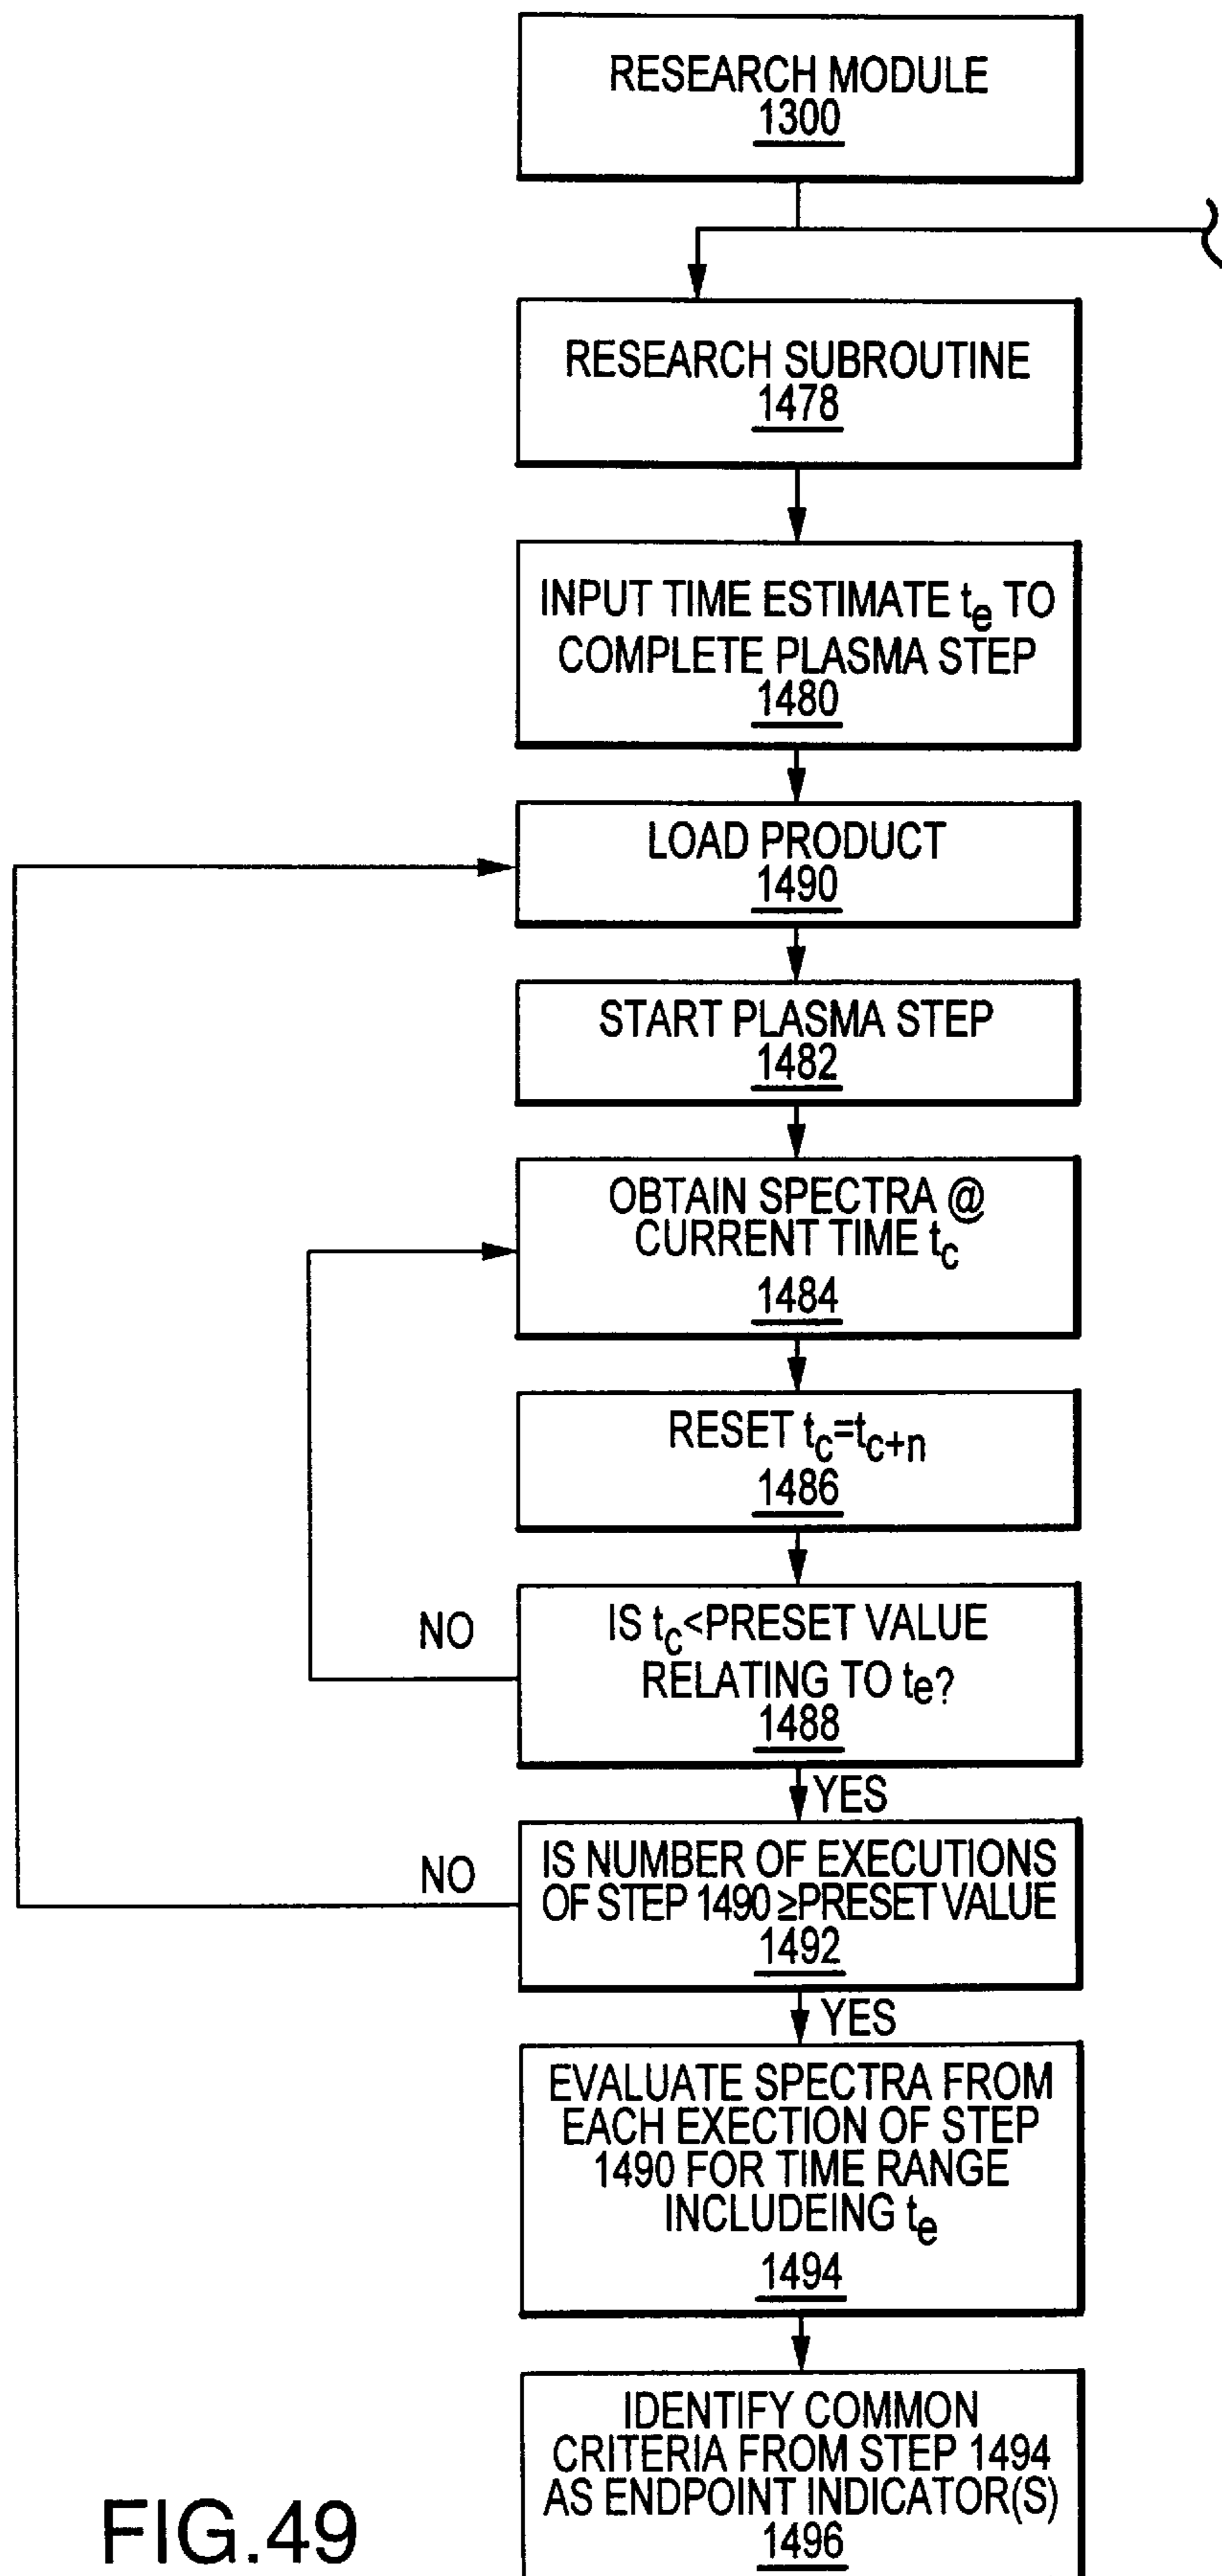 RESEARCH MODULE
1300
RESEARCH SUBROUTINE
1478
INPUT TIME ESTIMATE te TO
COMPLETE PLASMA STEP
1480
LOAD PRODUCT
1490
START PLASMA STEP
1482
OBTAIN SPECTRA @
CURRENT TIME tc
1484
RESET tc=tc+n
1486
NO
IS tc<PRESET VALUE
RELATING TO te?
1488
YES
NO
IS NUMBER OF EXECUTIONS
OF STEP 1490 ≥PRESET VALUE
1492
YES
EVALUATE SPECTRA FROM
EACH EXECTION OF STEP
1490 FOR TIME RANGE
INCLUDEING te
1494
IDENTIFY COMMON
CRITERIA FROM STEP 1494
AS ENDPOINT INDICATOR(S)
1496
FIG.49